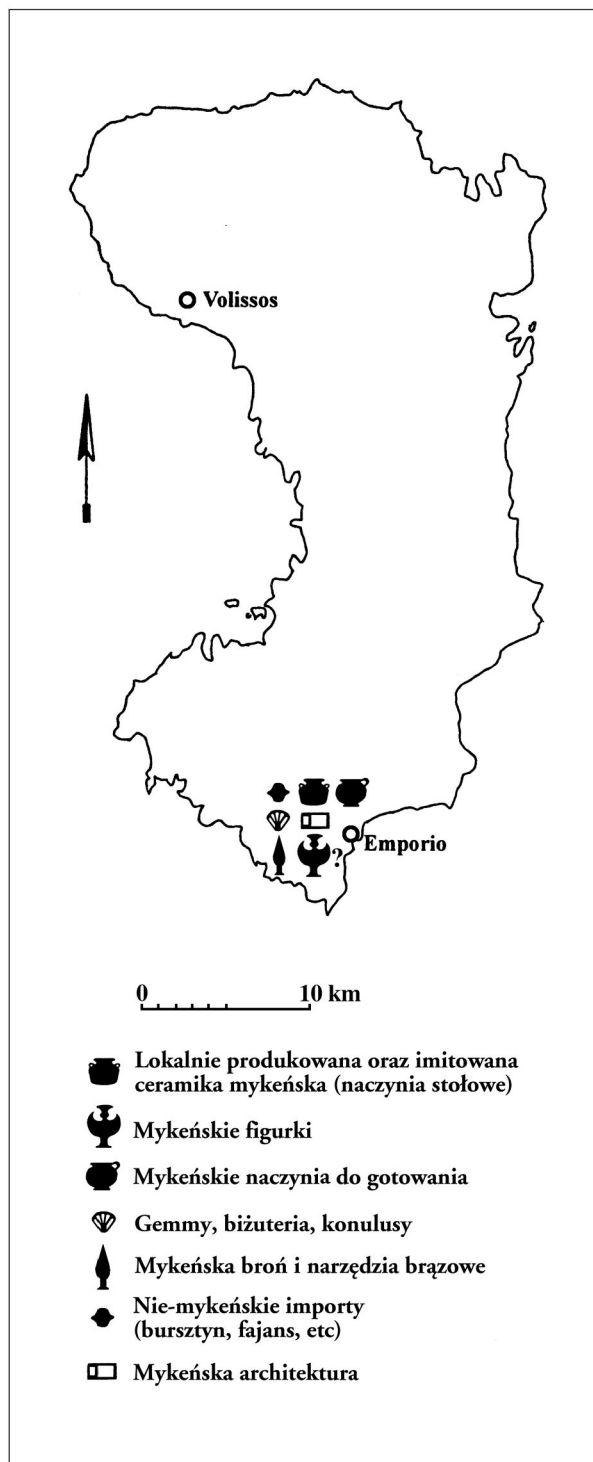 Volissos
?
Emporio
0 10 km
Lokalnie produkowana oraz imitowana
ceramika mykeńska (naczynia stołowe)
Mykeńskie figurki
Mykeńskie naczynia do gotowania
Gemmy, biżuteria, konulusy
Mykeńska broń i narzędzia brązowe
Nie-mykeńskie importy
(bursztyn, fajans, etc)
Mykeńska architektura